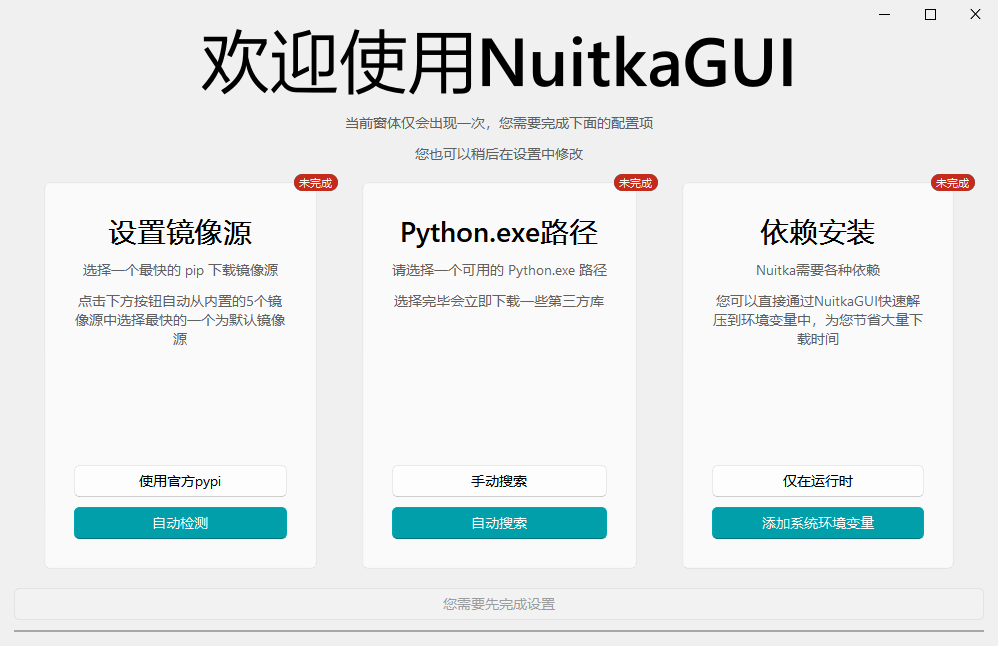 欢迎使用NuitkaGUI
当前窗体仅会出现一次，您需要完成下面的配置项
您也可以稍后在设置中修改
未完成
设置镜像源
选择一个最快的 pip 下载镜像源
点击下方按钮自动从内置的5个镜
像源中选择最快的一个为默认镜像
源
使用官方pypi
自动检测
未完成
Python.exe路径
请选择一个可用的 Python.exe 路径
选择完毕会立即下载一些第三方库
手动搜索
自动搜索
未完成
依赖安装
Nuitka需要各种依赖
您可以直接通过NuitkaGUI快速解
压到环境变量中，为您节省大量下
载时间
仅在运行时
添加系统环境变量
您需要先完成设置